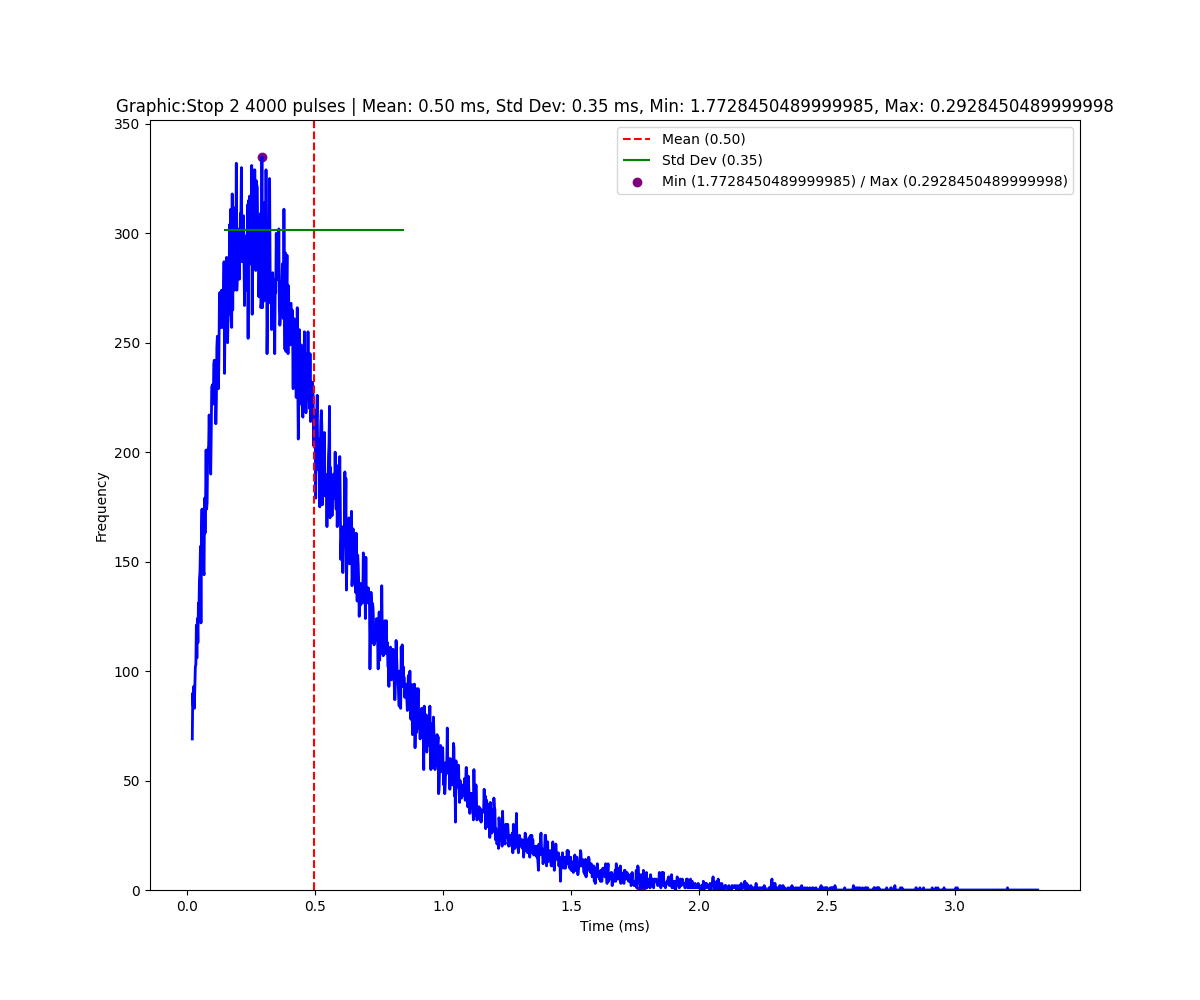 Graphic:Stop 2 4000 pulses | Mean: 0.50 ms, Std Dev: 0.35 ms, Min: 1.7728450489999985, Max: 0.2928450489999998
350
300
250
200
150
100
50
0
Frequency
Mean (0.50)
Std Dev (0.35)
Min (1.7728450489999985) / Max (0.2928450489999998)
0.0 0.5 1.0 1.5 2.0 2.5 3.0
Time (ms)